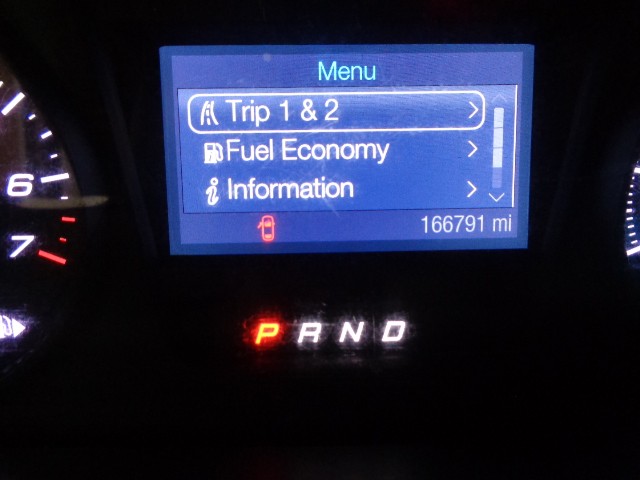 Menu
Trip 1 & 2
Fuel Economy
i Information
166791 mi
6
7
P R N D